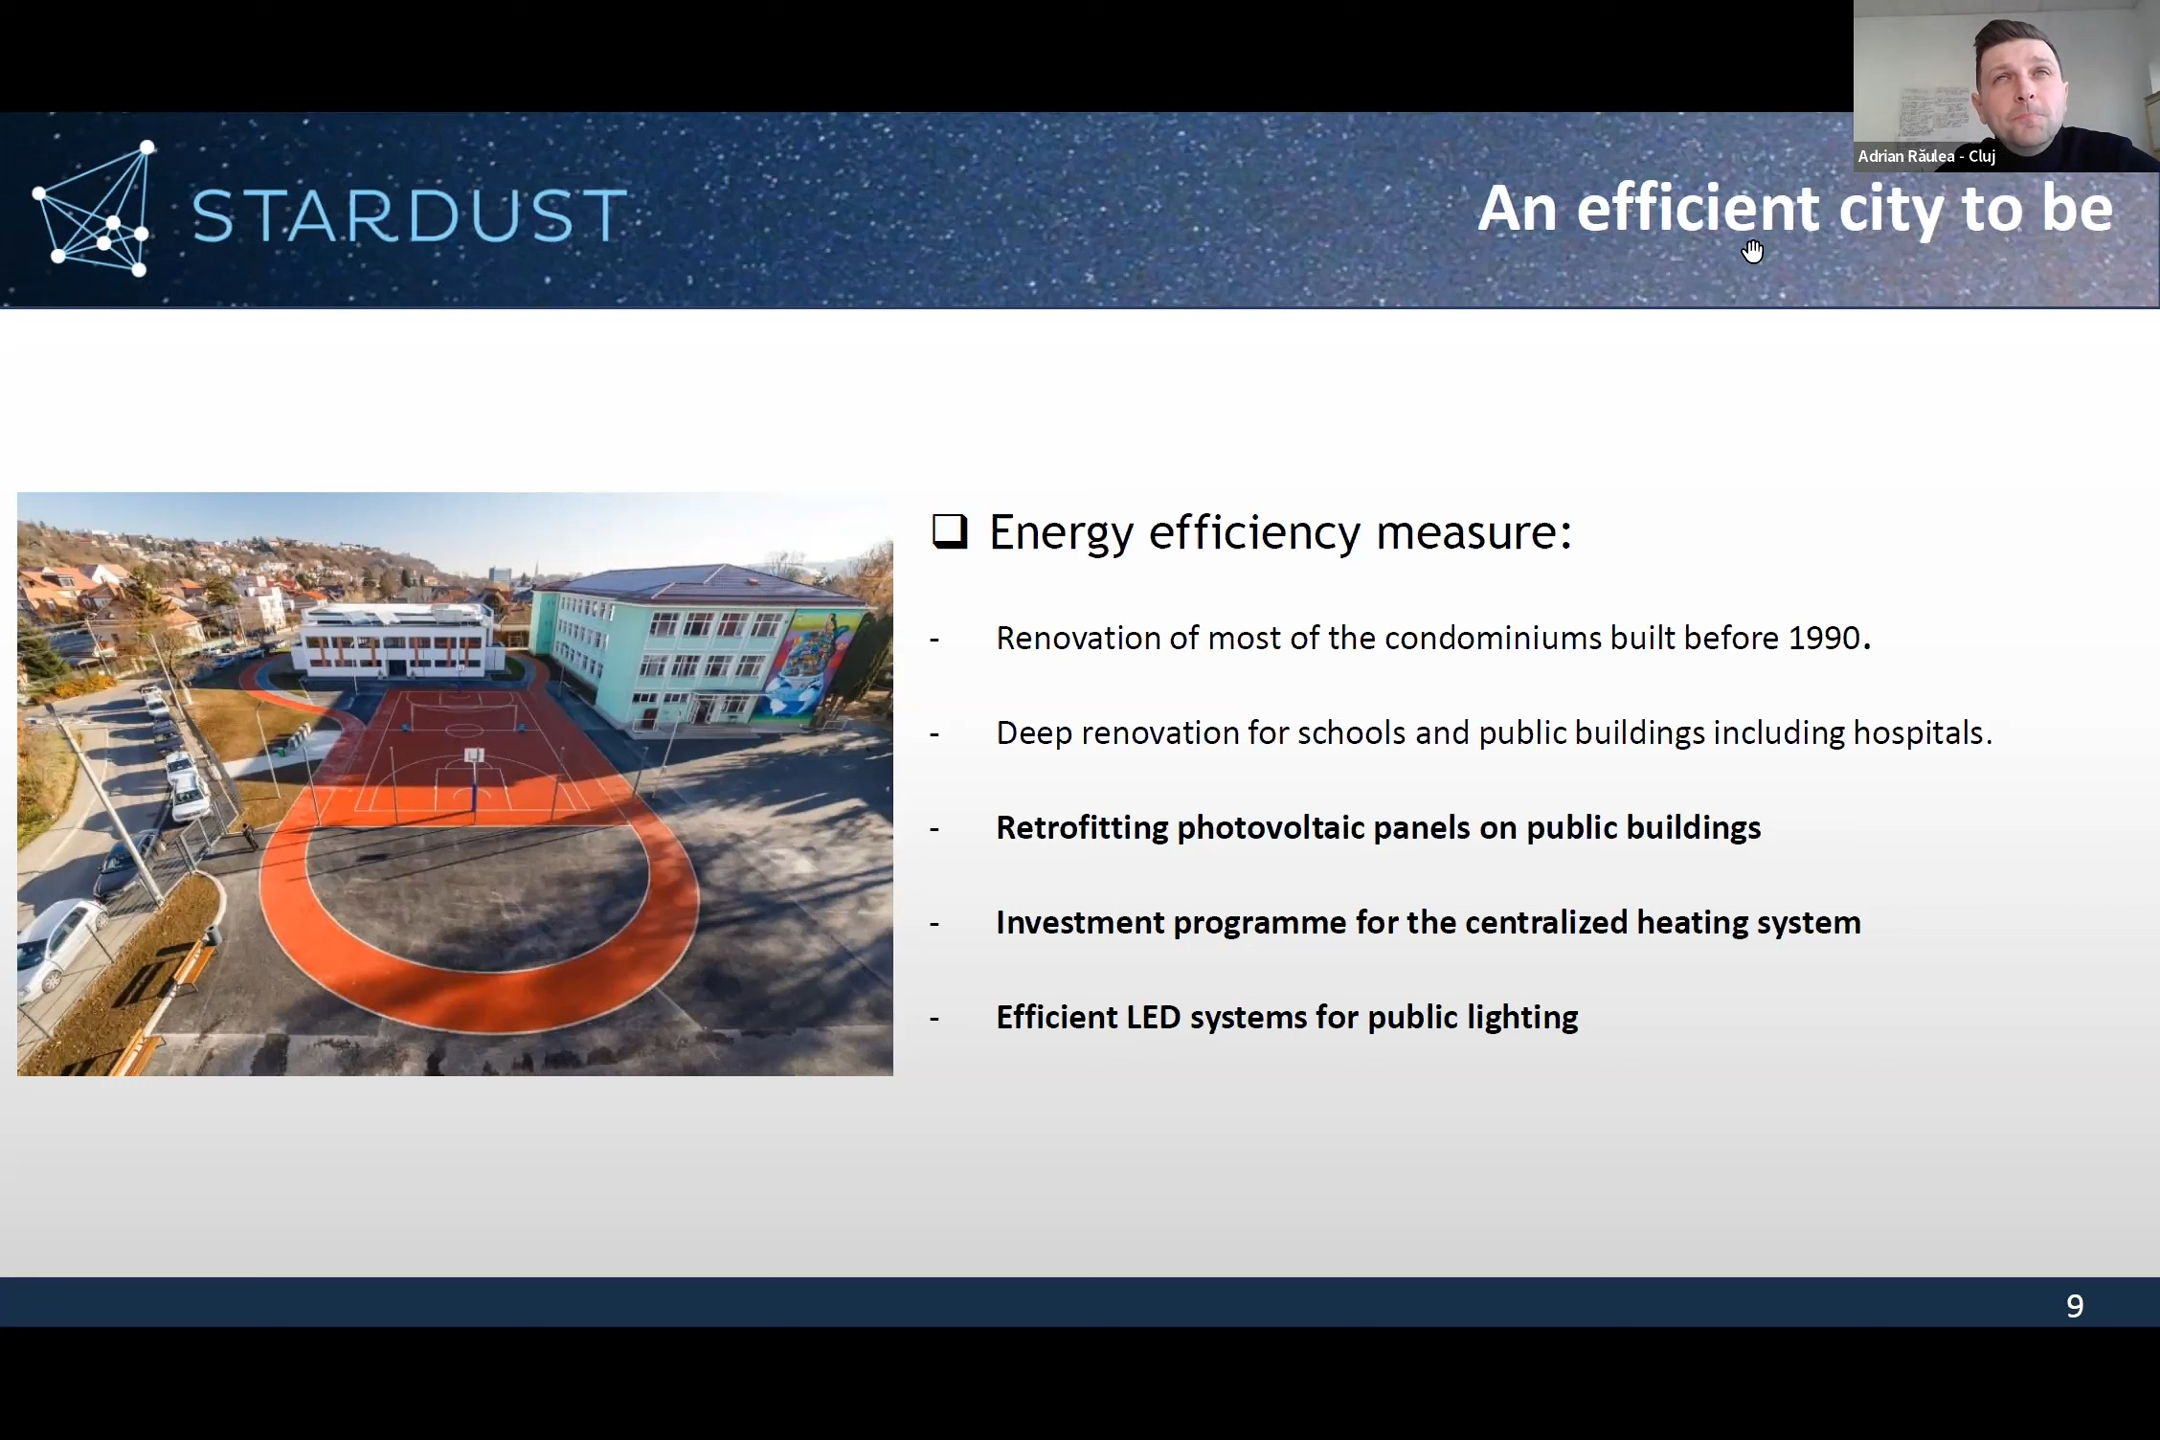 Adrian Răulea - Cluj
STARDUST
An efficient city to be
❑ Energy efficiency measure:
- Renovation of most of the condominiums built before 1990.
- Deep renovation for schools and public buildings including hospitals.
- Retrofitting photovoltaic panels on public buildings
- Investment programme for the centralized heating system
- Efficient LED systems for public lighting
9